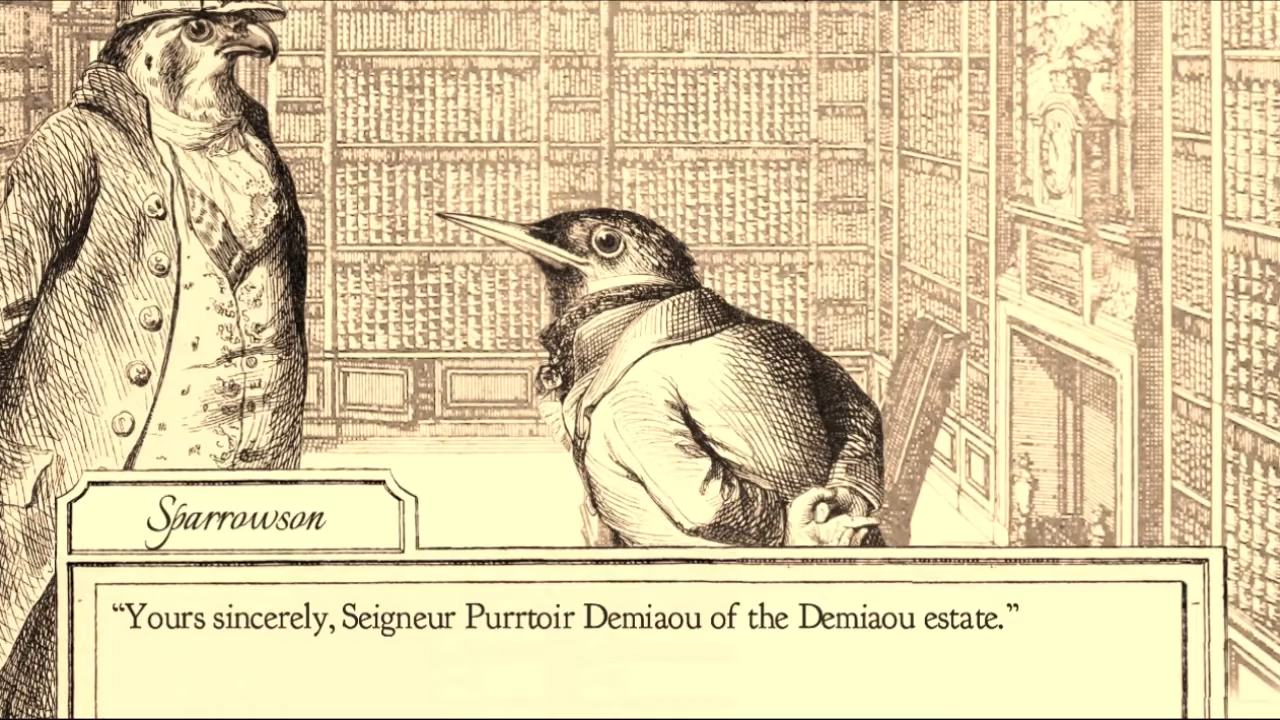 Sparrowson
“Yours sincerely, Seigneur Purrtoir Demiaou of the Demiaou estate.”